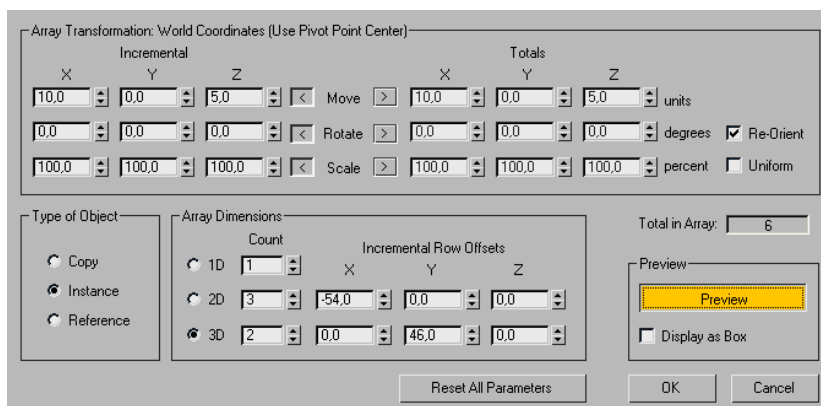 Array Transformation: World Coordinates (Use Pivot Point Center)
Incremental Totals
X Y Z X Y Z
10,0 0,0 5,0 < Move > 10,0 0,0 5,0 units
0,0 0,0 0,0 < Rotate > 0,0 0,0 0,0 degrees Re-Orient
100,0 100,0 100,0 < Scale > 100,0 100,0 100,0 percent Uniform
Type of Object
Copy
Instance
Reference
Array Dimensions
Count Incremental Row Offsets
X Y Z
1D 1
2D 3 -54,0 0,0 0,0
3D 2 0,0 46,0 0,0
Total in Array: 6
Preview
Preview
Display as Box
Reset All Parameters OK Cancel